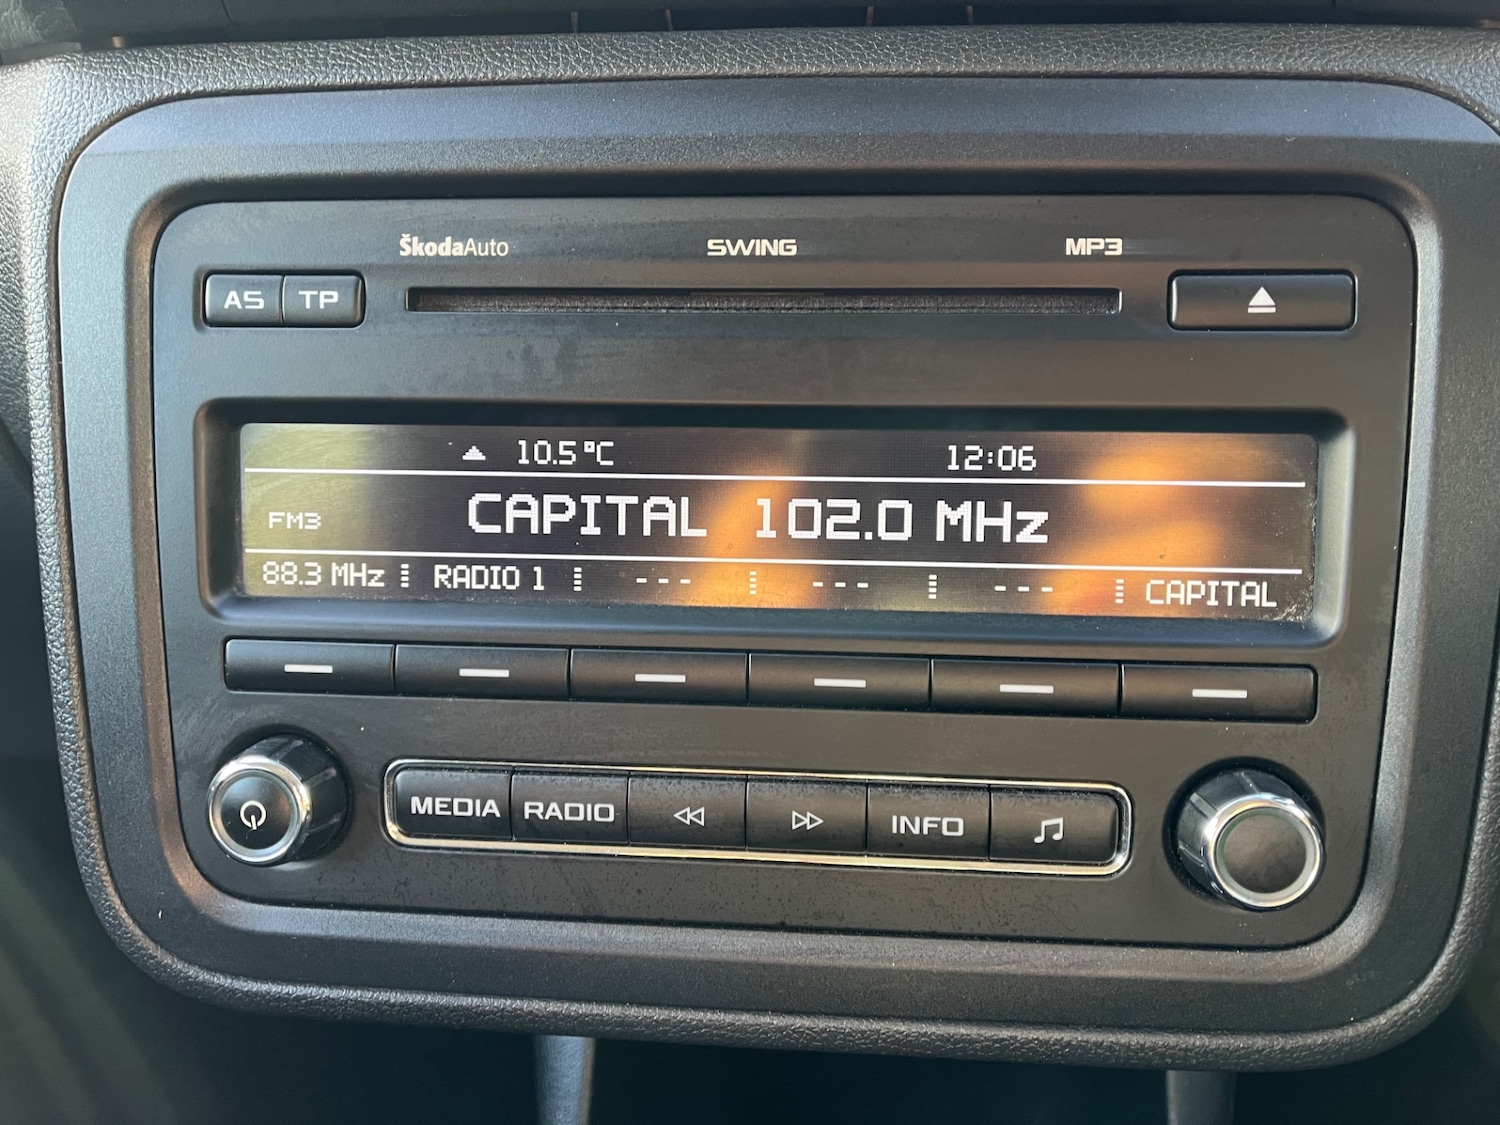 ŠkodaAuto SWING MP3
AS TP
10.5°C 12:06
FM3 CAPITAL 102.0 MHz
88.3 MHz RADIO 1 --- --- --- CAPITAL
MEDIA RADIO INFO